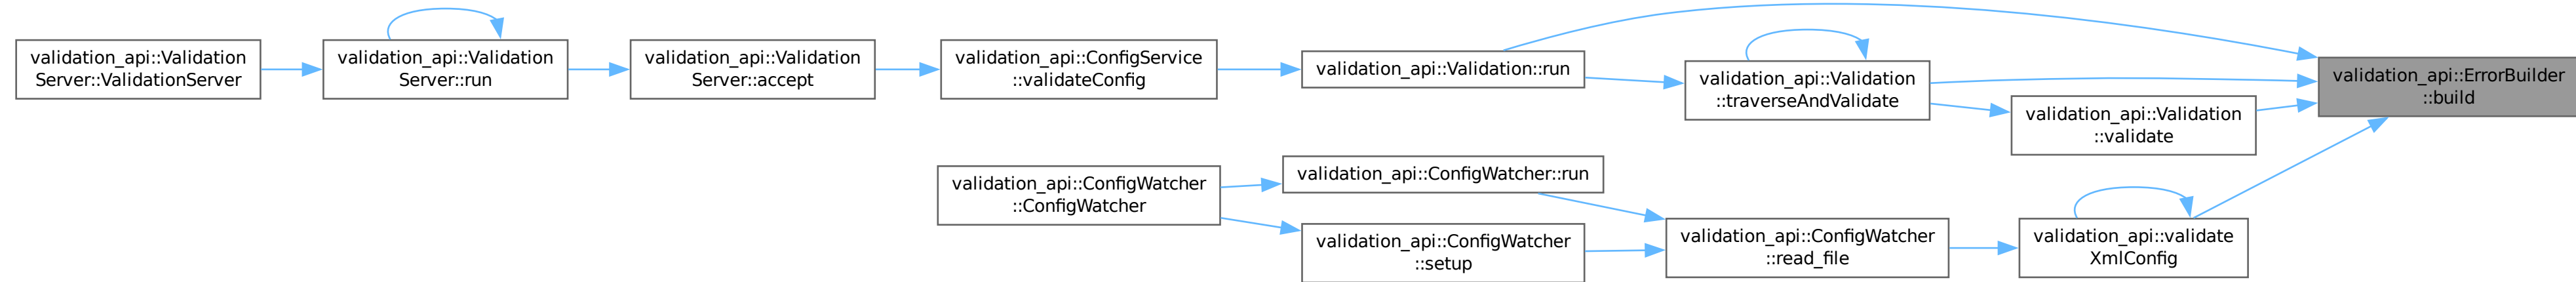 validation_api::Validation
Server::ValidationServer
validation_api::Validation
Server::run
validation_api::Validation
Server::accept
validation_api::ConfigService
::validateConfig
validation_api::Validation::run
validation_api::Validation
::traverseAndValidate
validation_api::Validation
::validate
validation_api::ErrorBuilder
::build
validation_api::ConfigWatcher
::ConfigWatcher
validation_api::ConfigWatcher::run
validation_api::ConfigWatcher
::setup
validation_api::ConfigWatcher
::read_file
validation_api::validate
XmlConfig